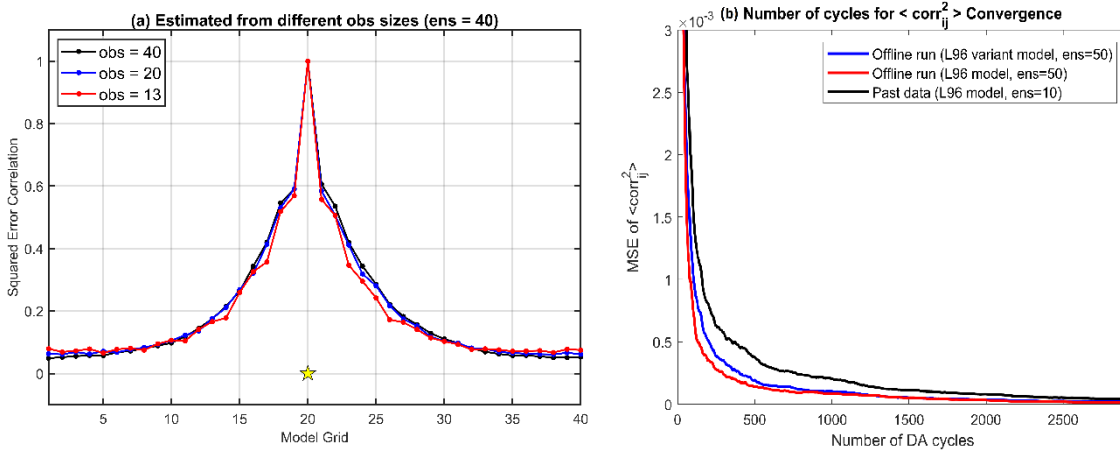 (a) Estimated from different obs sizes (ens = 40)
obs = 40
obs = 20
obs = 13
Squared Error Correlation
1
0.8
0.6
0.4
0.2
0
5 10 15 20 25 30 35 40
Model Grid
(b) Number of cycles for < corr²ᵢⱼ > Convergence
×10⁻³
Offline run (L96 variant model, ens=50)
Offline run (L96 model, ens=50)
Past data (L96 model, ens=10)
MSE of <corr²ᵢⱼ>
3
2.5
2
1.5
1
0.5
0
0 500 1000 1500 2000 2500
Number of DA cycles